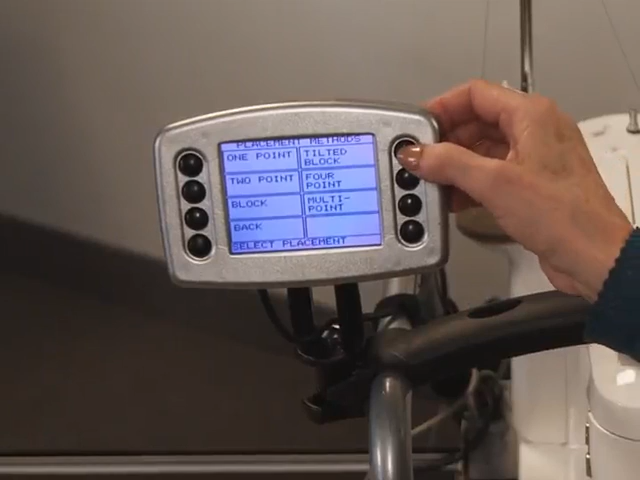 PLACEMENT METHODS
ONE POINT
TILTED
BLOCK
TWO POINT
FOUR
POINT
BLOCK
MULTI-
POINT
BACK
SELECT PLACEMENT